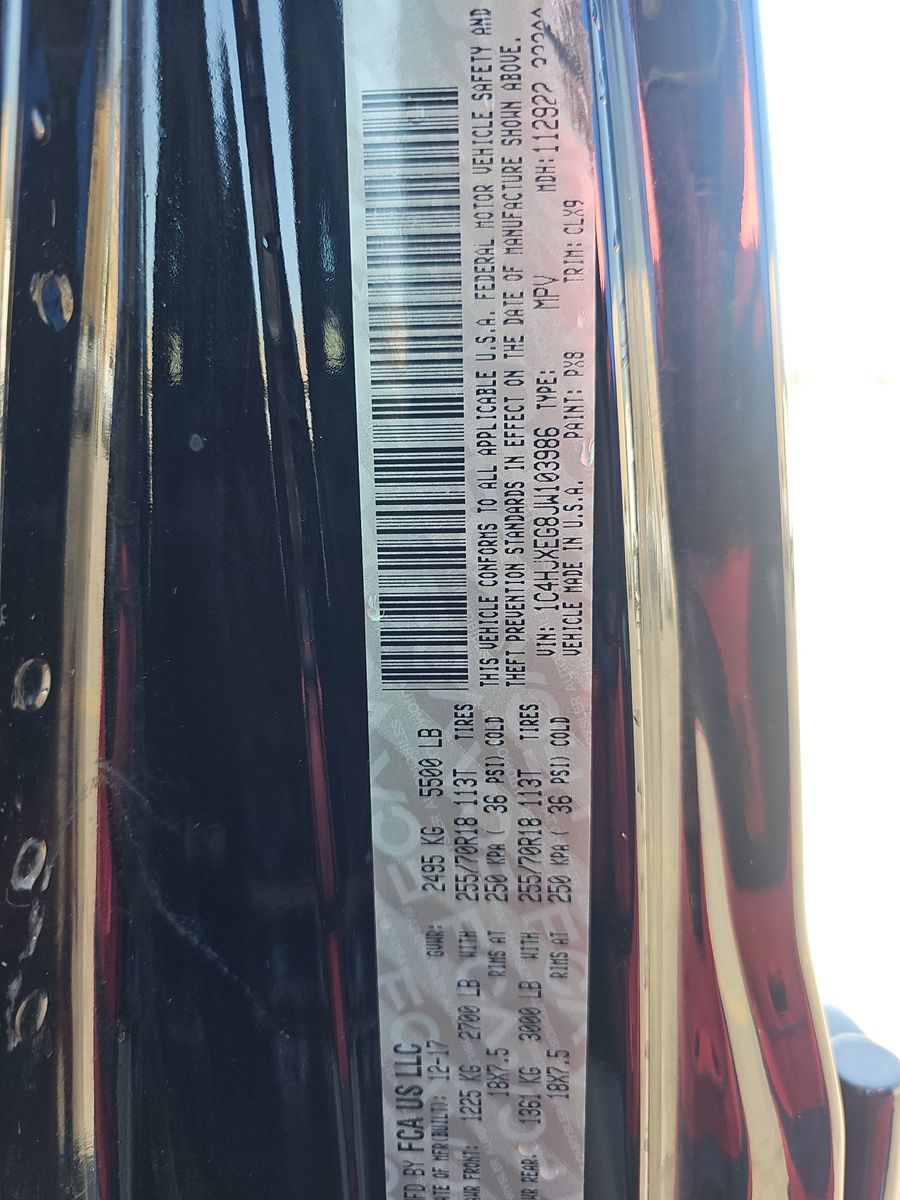 MFD BY FCA US LLC
DATE OF MFR(BUILT): 12-17 GVWR: 2495 KG 5500 LB
FRONT: 1225 KG 2700 LB WITH 255/70R18 113T TIRES
18X7.5 RIMS AT 250 KPA ( 36 PSI) COLD
REAR: 1361 KG 3000 LB WITH 255/70R18 113T TIRES
18X7.5 RIMS AT 250 KPA ( 36 PSI) COLD
THIS VEHICLE CONFORMS TO ALL APPLICABLE U.S.A. FEDERAL MOTOR VEHICLE SAFETY AND
THEFT PREVENTION STANDARDS IN EFFECT ON THE DATE OF MANUFACTURE SHOWN ABOVE.
VIN: 1C4HJXEG8JW103986 TYPE: MPV MDH:112922
VEHICLE MADE IN U.S.A. PAINT: PX8 TRIM: CLX9